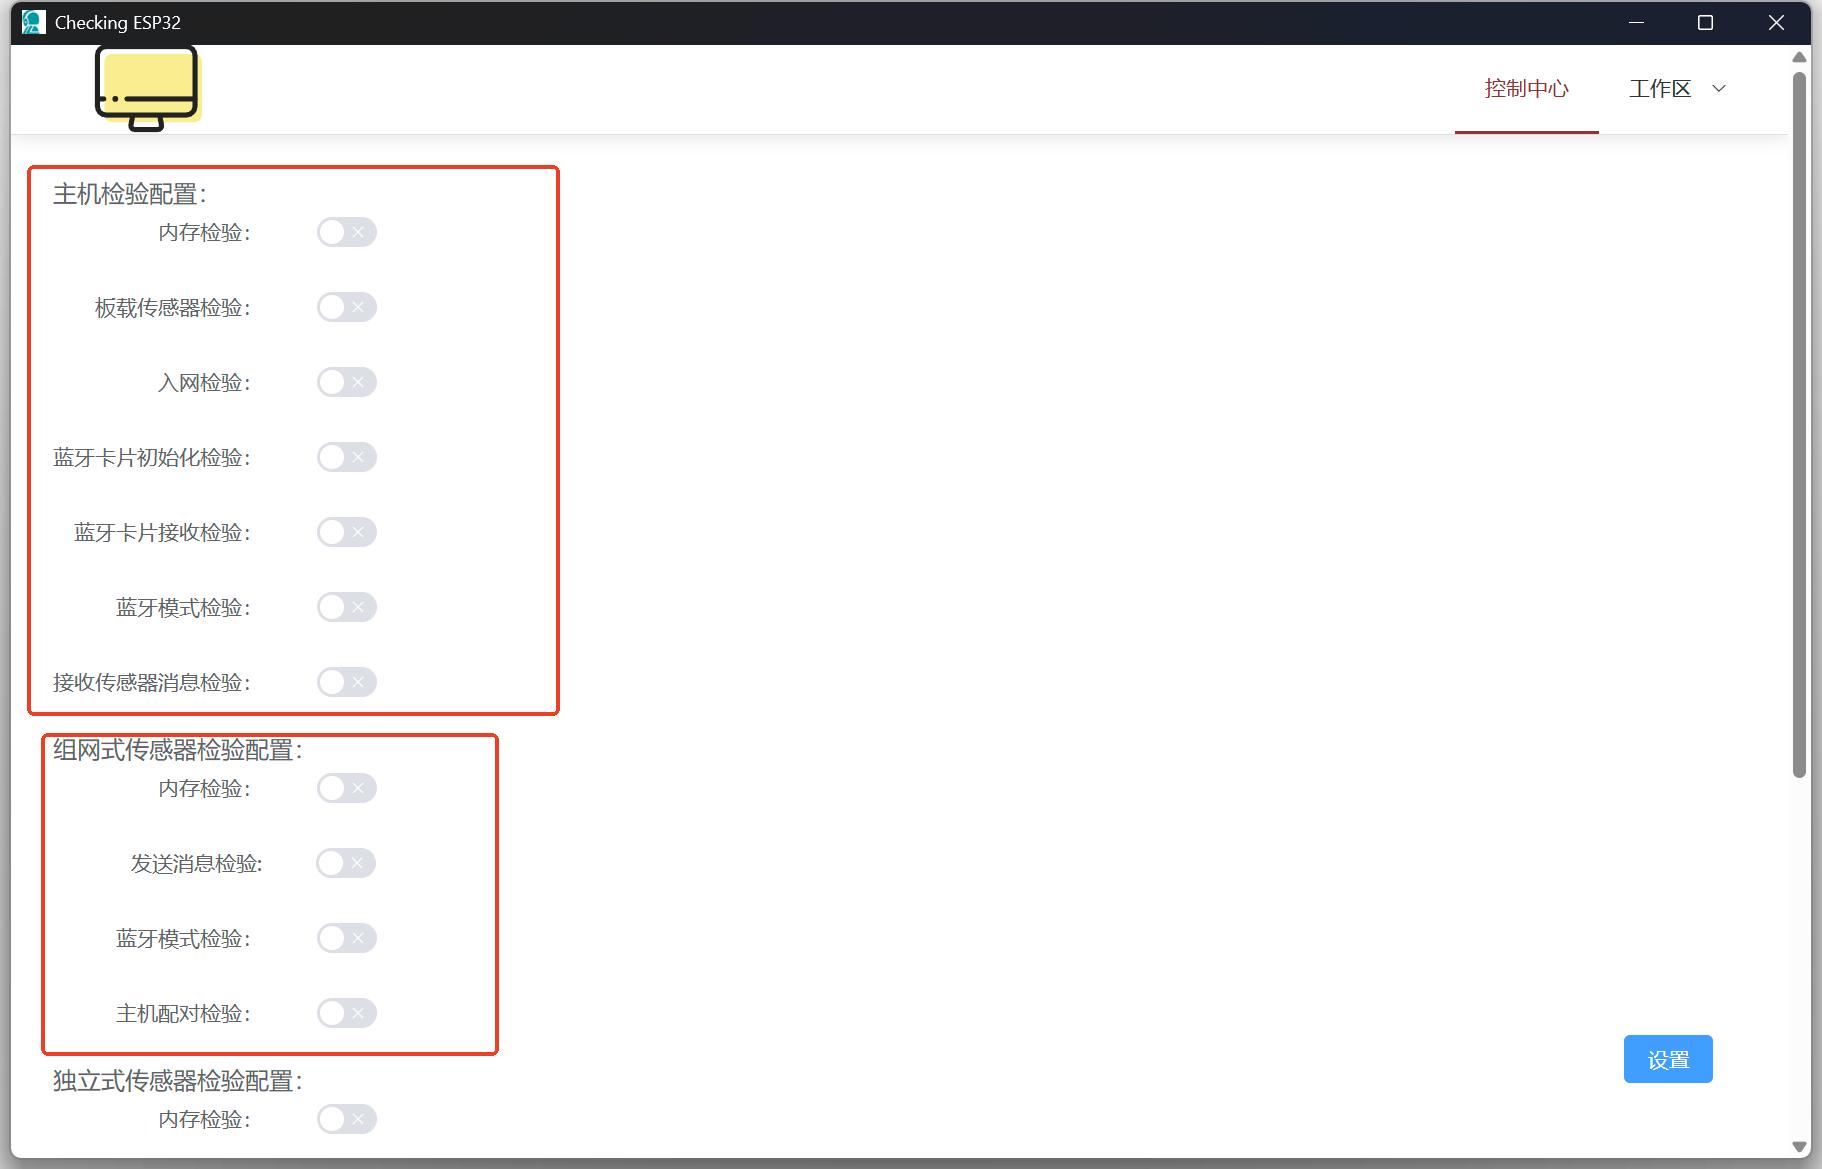 Checking ESP32
控制中心
工作区
主机检验配置：
内存检验：
板载传感器检验：
入网检验：
蓝牙卡片初始化检验：
蓝牙卡片接收检验：
蓝牙模式检验：
接收传感器消息检验：
组网式传感器检验配置：
内存检验：
发送消息检验:
蓝牙模式检验：
主机配对检验：
设置
独立式传感器检验配置：
内存检验：